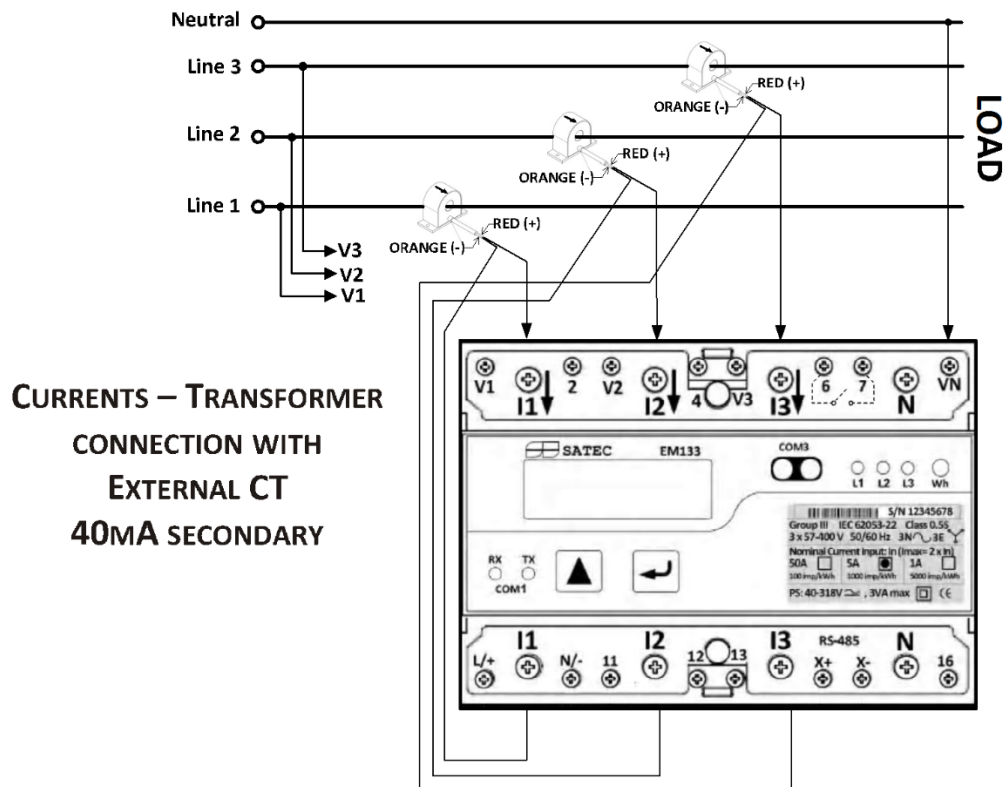 Neutral
Line 3
RED (+)
ORANGE (-)
LOAD
Line 2
RED (+)
ORANGE (-)
Line 1
RED (+)
ORANGE (-)
V3
V2
V1
CURRENTS – TRANSFORMER
CONNECTION WITH
EXTERNAL CT
40MA SECONDARY
V1 I1 2 V2 I2 4 V3 I3 6 7 N VN
SATEC EM133 COM3
L1 L2 L3 Wh
S/N 12345678
Group III IEC 62053-22 Class 0.5S
3 x 57-400 V 50/60 Hz 3N 3E
Nominal Current Input: In (Imax= 2 x In)
50A 5A 1A
100 imp/kWh 1000 imp/kWh 5000 imp/kWh
PS: 40-318V , 3VA max CE
RX TX
COM1
L/+ I1 N/- 11 I2 12 13 I3 RS-485 X+ X- N 16